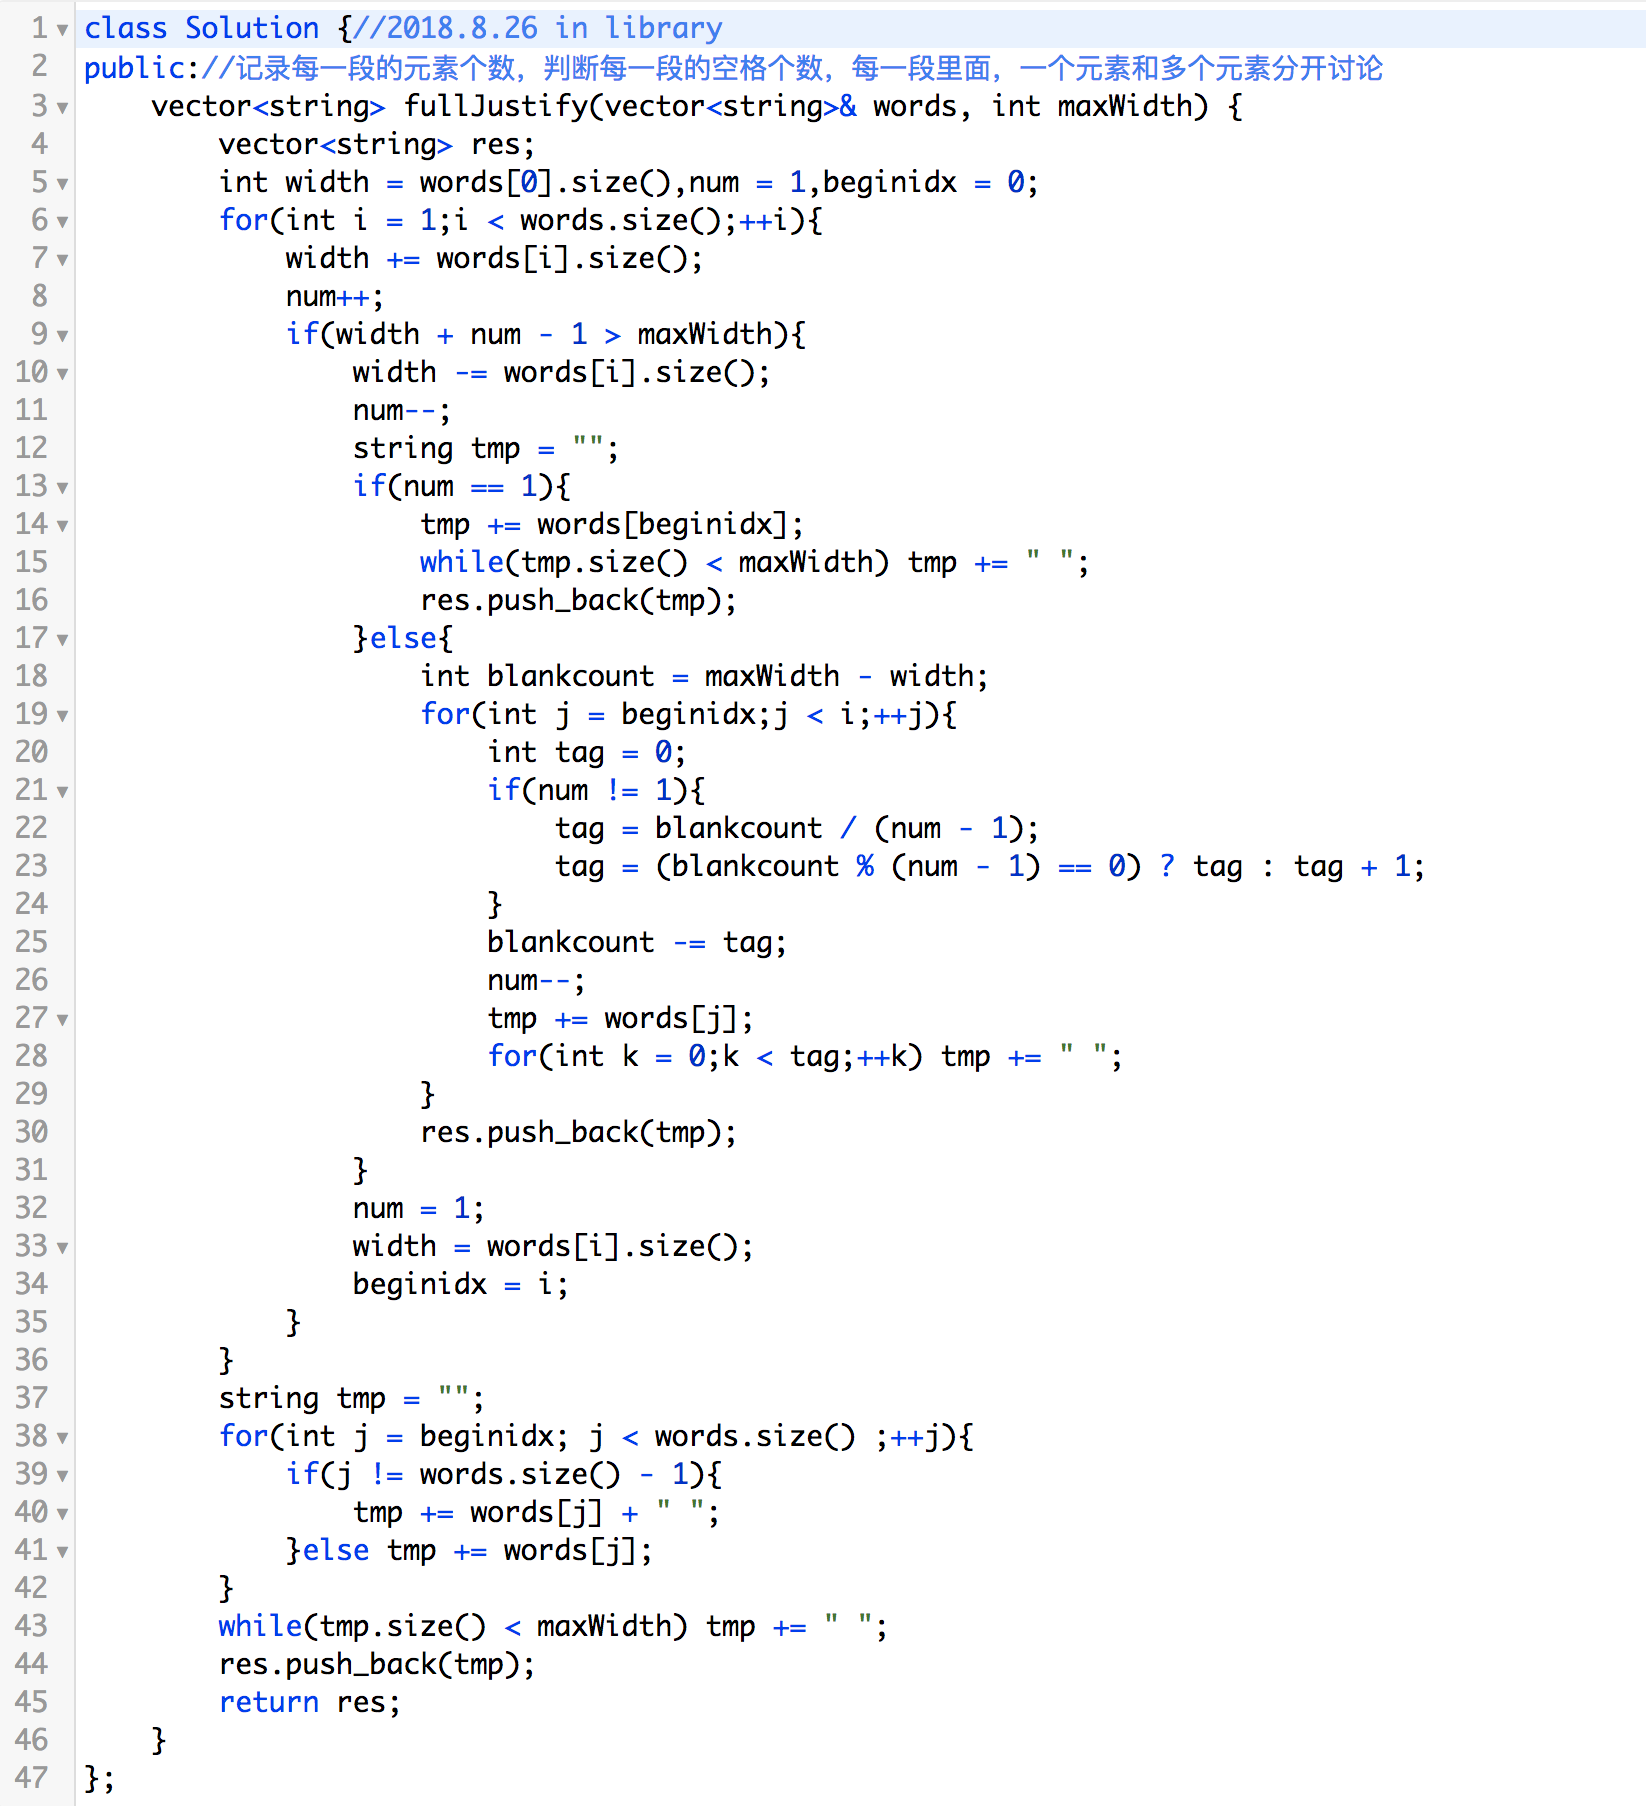 1 class Solution {//2018.8.26 in library
2 public://记录每一段的元素个数，判断每一段的空格个数，每一段里面，一个元素和多个元素分开讨论
3     vector<string> fullJustify(vector<string>& words, int maxWidth) {
4         vector<string> res;
5         int width = words[0].size(),num = 1,beginidx = 0;
6         for(int i = 1;i < words.size();++i){
7             width += words[i].size();
8             num++;
9             if(width + num - 1 > maxWidth){
10                 width -= words[i].size();
11                 num--;
12                 string tmp = "";
13                 if(num == 1){
14                     tmp += words[beginidx];
15                     while(tmp.size() < maxWidth) tmp += " ";
16                     res.push_back(tmp);
17                 }else{
18                     int blankcount = maxWidth - width;
19                     for(int j = beginidx;j < i;++j){
20                         int tag = 0;
21                         if(num != 1){
22                             tag = blankcount / (num - 1);
23                             tag = (blankcount % (num - 1) == 0) ? tag : tag + 1;
24                         }
25                         blankcount -= tag;
26                         num--;
27                         tmp += words[j];
28                         for(int k = 0;k < tag;++k) tmp += " ";
29                     }
30                     res.push_back(tmp);
31                 }
32                 num = 1;
33                 width = words[i].size();
34                 beginidx = i;
35             }
36         }
37         string tmp = "";
38         for(int j = beginidx; j < words.size() ;++j){
39             if(j != words.size() - 1){
40                 tmp += words[j] + " ";
41             }else tmp += words[j];
42         }
43         while(tmp.size() < maxWidth) tmp += " ";
44         res.push_back(tmp);
45         return res;
46     }
47 };